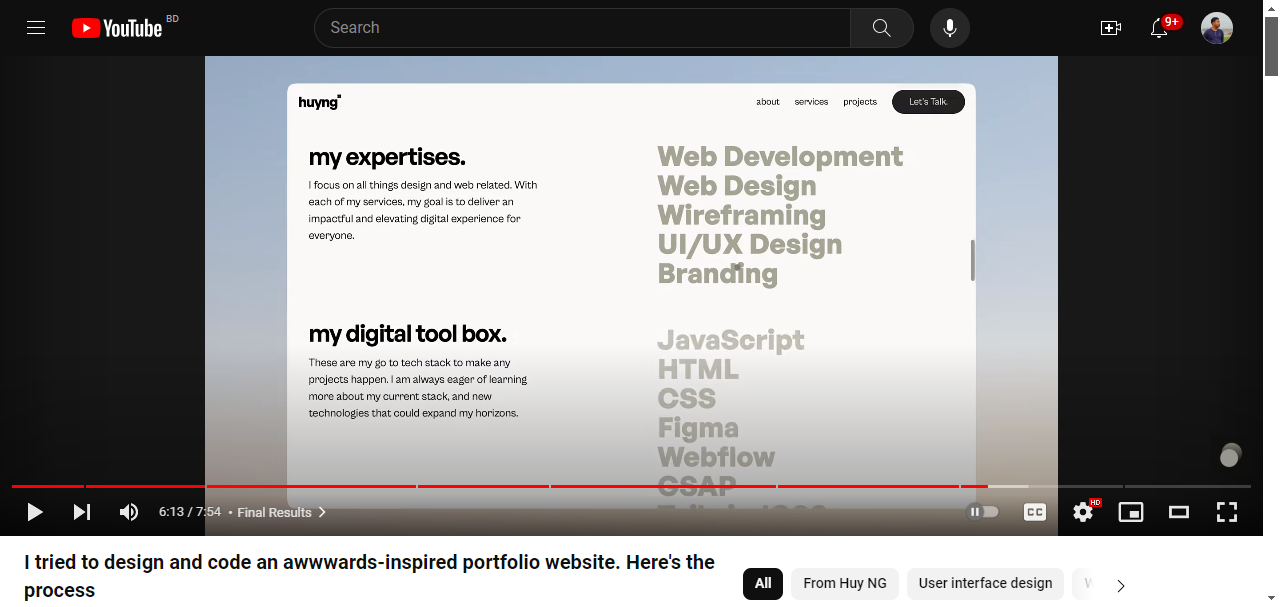 YouTube BD
Search
9+
huyng
about services projects Let's Talk.
my expertises.
I focus on all things design and web related. With
each of my services, my goal is to deliver an
impactful and elevating digital experience for
everyone.
Web Development
Web Design
Wireframing
UI/UX Design
Branding
my digital tool box.
These are my go to tech stack to make any
projects happen. I am always eager of learning
more about my current stack, and new
technologies that could expand my horizons.
JavaScript
HTML
CSS
Figma
Webflow
GSAP
6:13 / 7:54 • Final Results
CC
HD
I tried to design and code an awwwards-inspired portfolio website. Here's the
process
All From Huy NG User interface design